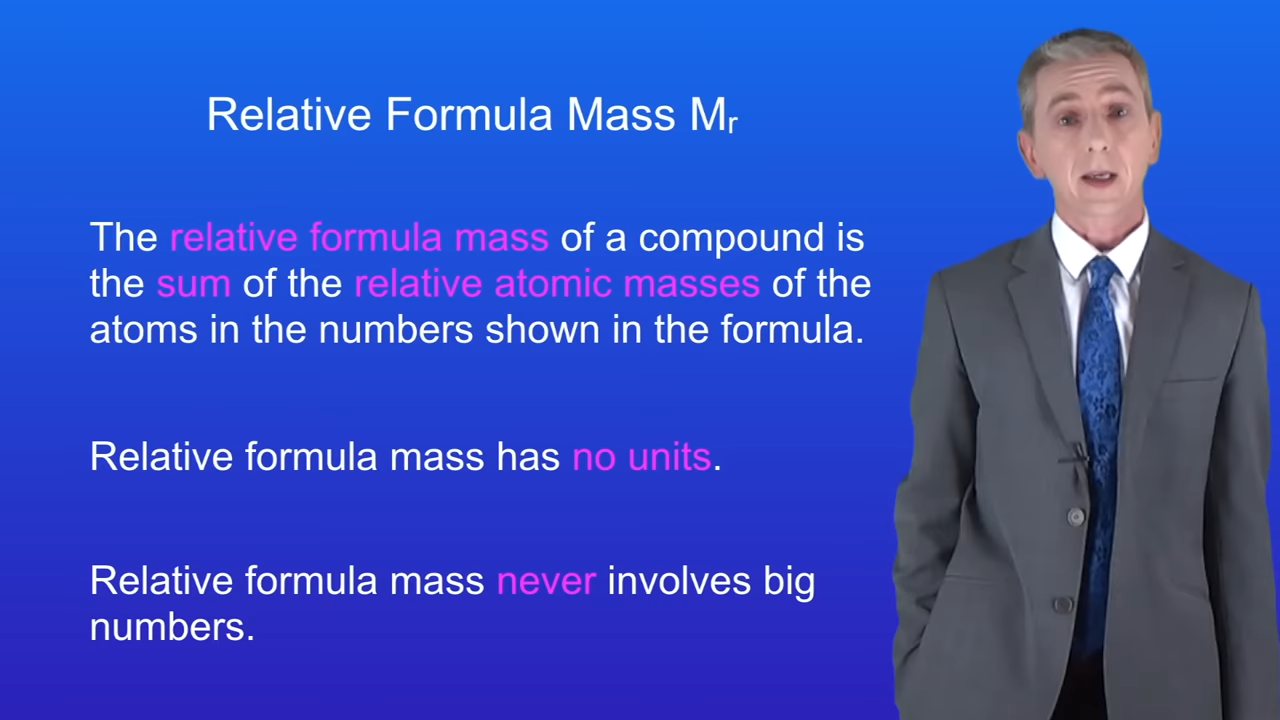 Relative Formula Mass Mr
The relative formula mass of a compound is
the sum of the relative atomic masses of the
atoms in the numbers shown in the formula.
Relative formula mass has no units.
Relative formula mass never involves big
numbers.